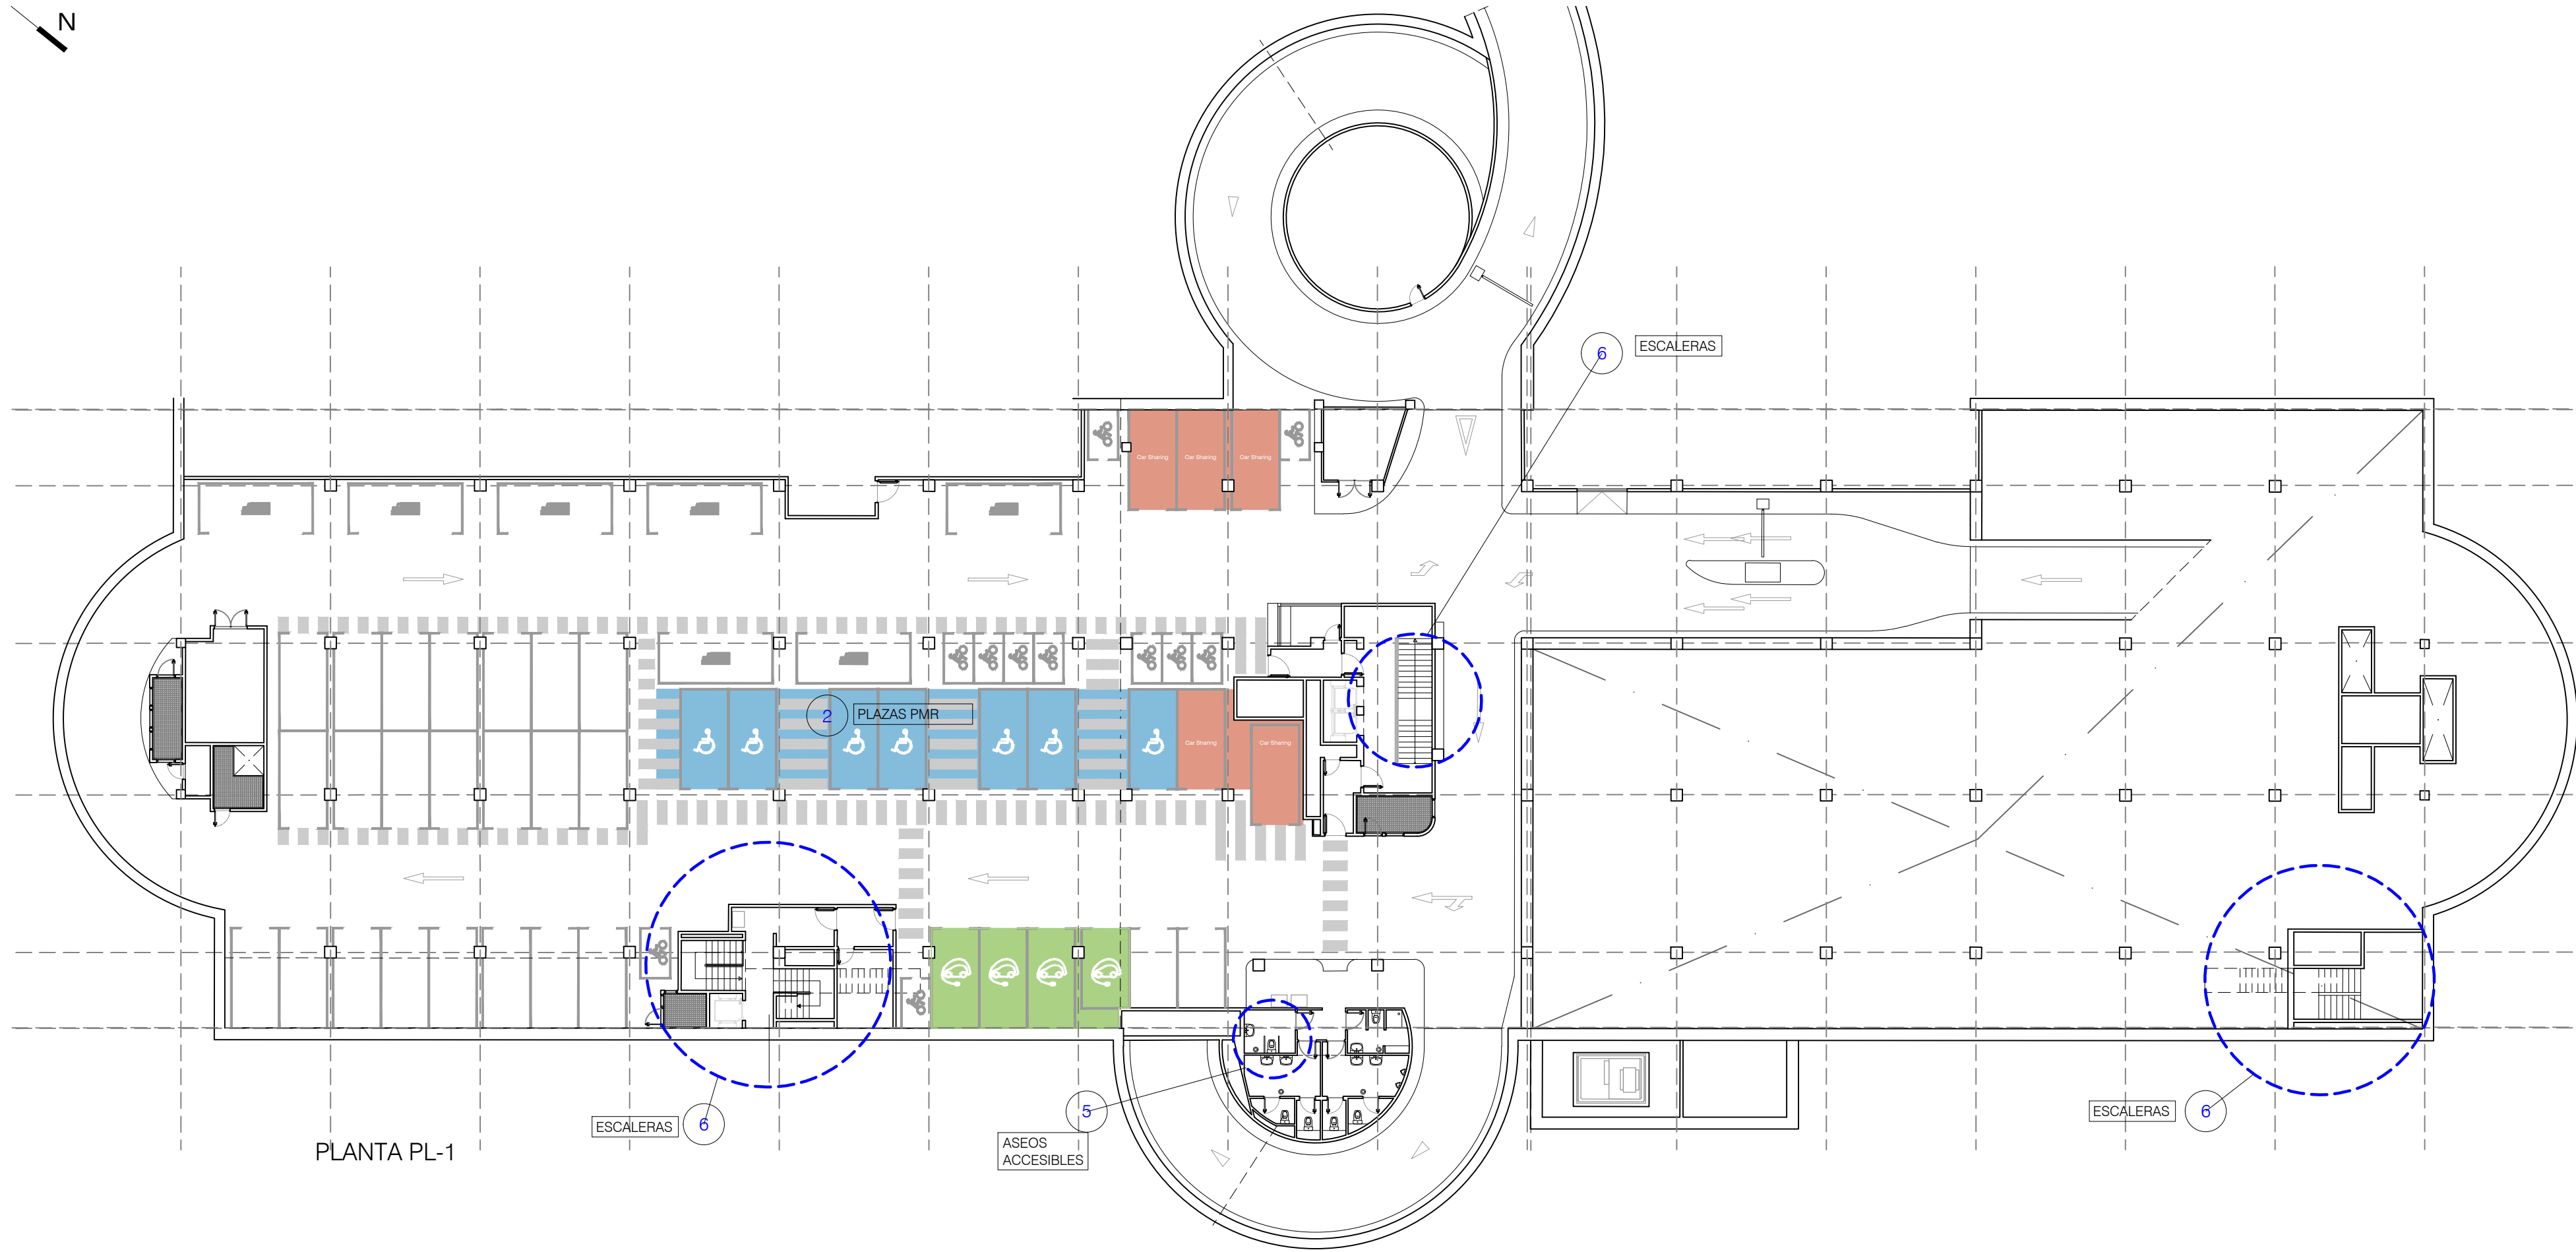 N
6
ESCALERAS
Car Sharing
Car Sharing
Car Sharing
2
PLAZAS PMR
Car Sharing
Car Sharing
6
ESCALERAS
5
ASEOS
ACCESIBLES
ESCALERAS
6
PLANTA PL-1